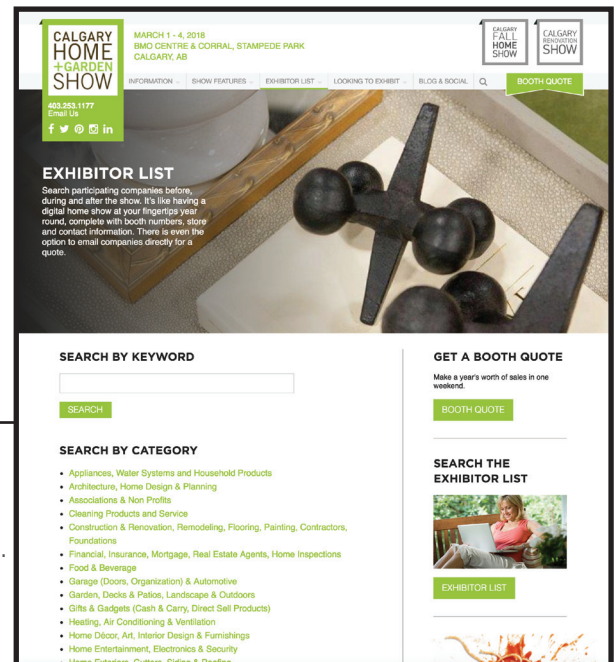 CALGARY
HOME
+GARDEN
SHOW
MARCH 1 - 4, 2018
BMO CENTRE & CORRAL, STAMPEDE PARK
CALGARY, AB
CALGARY
FALL
HOME
SHOW
CALGARY
RENOVATION
SHOW
INFORMATION
SHOW FEATURES
EXHIBITOR LIST
LOOKING TO EXHIBIT
BLOG & SOCIAL
BOOTH QUOTE
403.253.1177
Email Us
EXHIBITOR LIST
Search participating companies before,
during and after the show. It's like having a
digital home show at your fingertips year
round, complete with booth numbers, store
and contact information. There is even the
option to email companies directly for a
quote.
SEARCH BY KEYWORD
SEARCH
SEARCH BY CATEGORY
• Appliances, Water Systems and Household Products
• Architecture, Home Design & Planning
• Associations & Non Profits
• Cleaning Products and Service
• Construction & Renovation, Remodeling, Flooring, Painting, Contractors,
Foundations
• Financial, Insurance, Mortgage, Real Estate Agents, Home Inspections
• Food & Beverage
• Garage (Doors, Organization) & Automotive
• Garden, Decks & Patios, Landscape & Outdoors
• Gifts & Gadgets (Cash & Carry, Direct Sell Products)
• Heating, Air Conditioning & Ventilation
• Home Décor, Art, Interior Design & Furnishings
• Home Entertainment, Electronics & Security
• Home Exteriors, Gutters, Siding & Roofing
GET A BOOTH QUOTE
Make a year's worth of sales in one
weekend.
BOOTH QUOTE
SEARCH THE
EXHIBITOR LIST
EXHIBITOR LIST